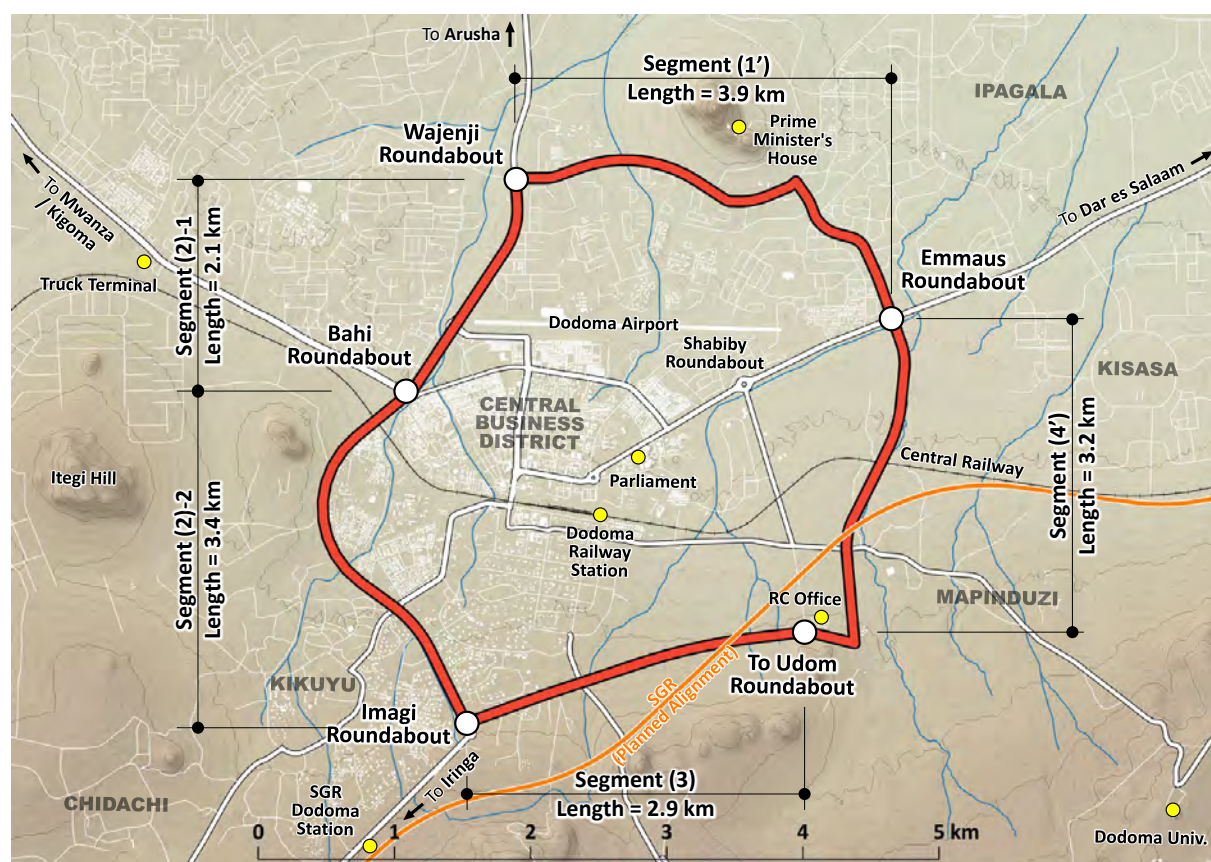 To Arusha
Segment (1')
Length = 3.9 km
IPAGALA
Prime
Minister's
House
Wajenji
Roundabout
To Mwanza
/ Kigoma
To Dar es Salaam
Truck Terminal
Segment (2)-1
Length = 2.1 km
Emmaus
Roundabout
Bahi
Roundabout
Dodoma Airport
Shabiby
Roundabout
KISASA
CENTRAL
BUSINESS
DISTRICT
Segment (4')
Length = 3.2 km
Central Railway
Itegi Hill
Parliament
Segment (2)-2
Length = 3.4 km
Dodoma
Railway
Station
RC Office
MAPINDUZI
To Udom
Roundabout
KIKUYU
Imagi
Roundabout
SGR
(Planned Alignment)
To Iringa
Segment (3)
Length = 2.9 km
CHIDACHI
SGR
Dodoma
Station
Dodoma Univ.
0 1 2 3 4 5 km